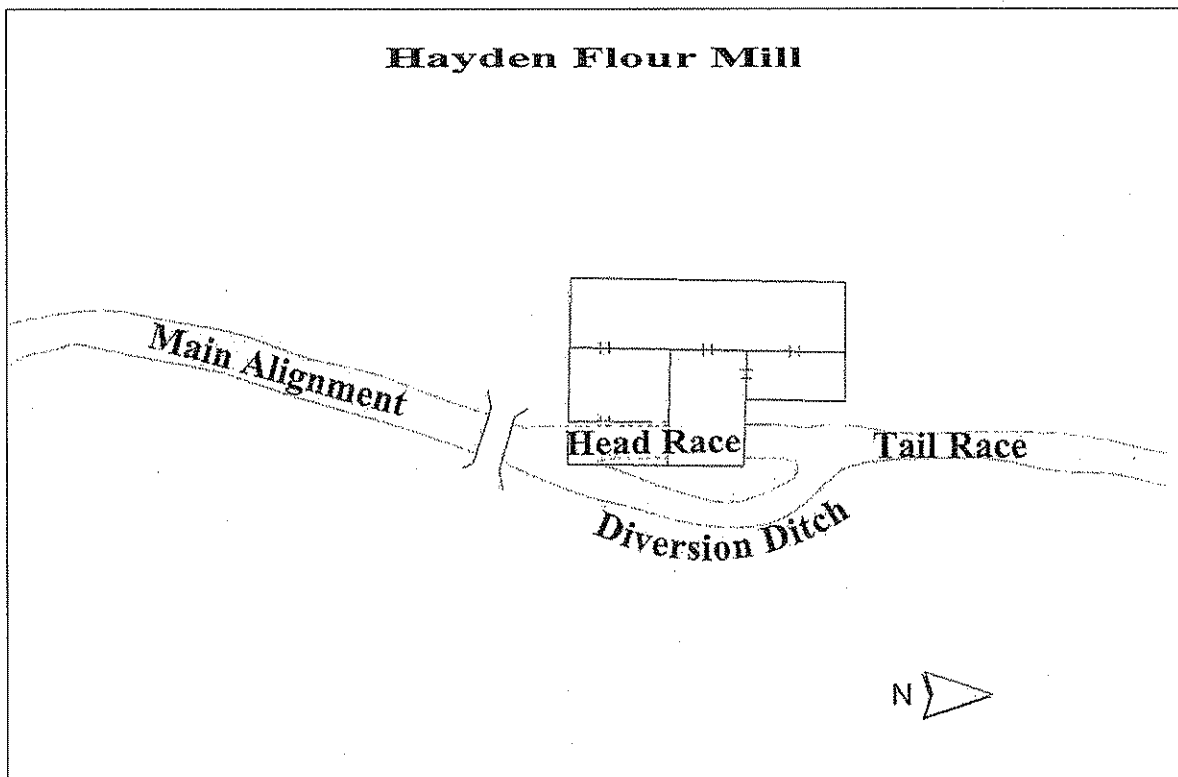 Hayden Flour Mill
Main Alignment
Head Race
Tail Race
Diversion Ditch
N